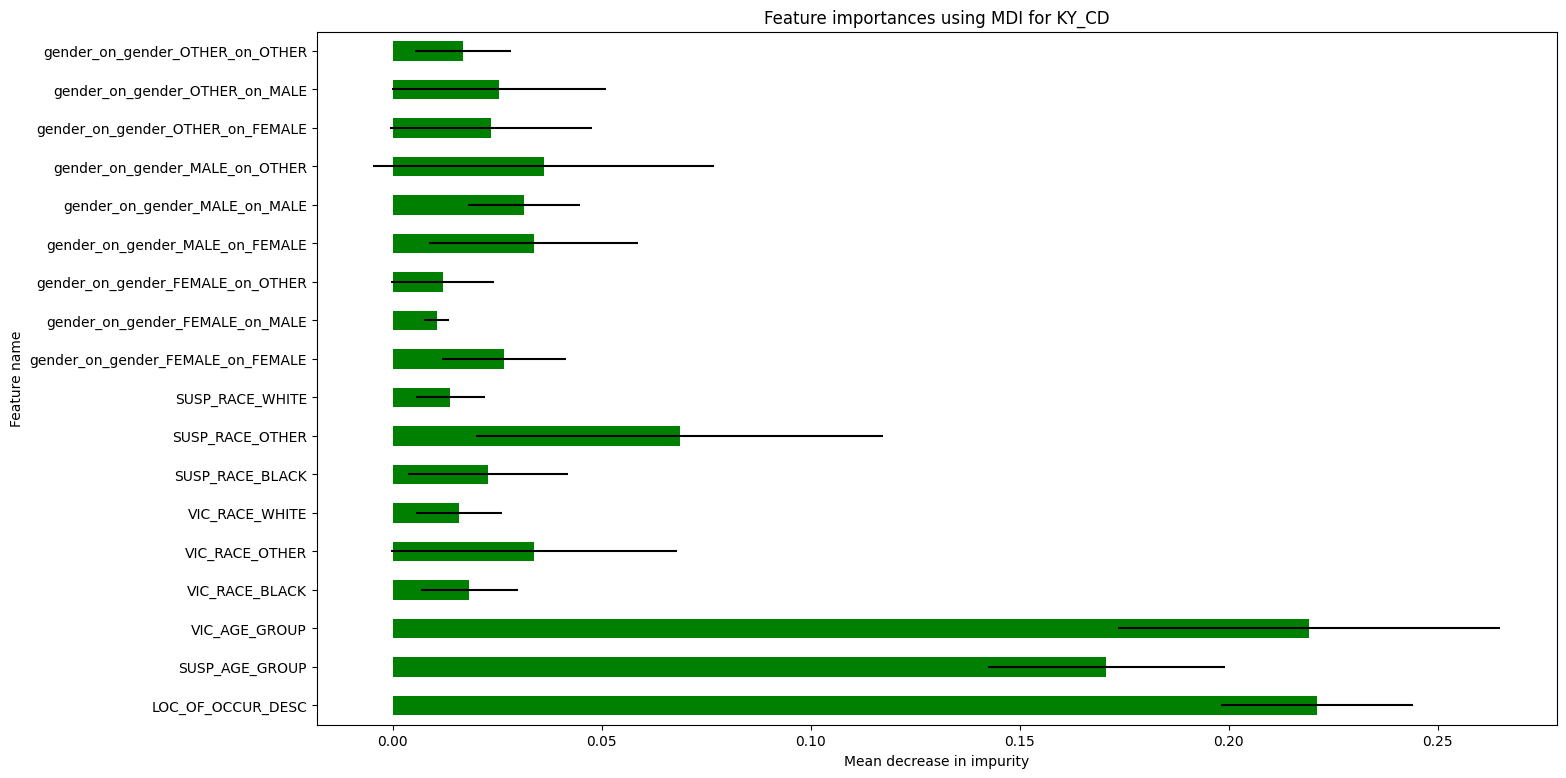 Feature importances using MDI for KY_CD
gender_on_gender_OTHER_on_OTHER
gender_on_gender_OTHER_on_MALE
gender_on_gender_OTHER_on_FEMALE
gender_on_gender_MALE_on_OTHER
gender_on_gender_MALE_on_MALE
gender_on_gender_MALE_on_FEMALE
gender_on_gender_FEMALE_on_OTHER
gender_on_gender_FEMALE_on_MALE
gender_on_gender_FEMALE_on_FEMALE
SUSP_RACE_WHITE
SUSP_RACE_OTHER
SUSP_RACE_BLACK
VIC_RACE_WHITE
VIC_RACE_OTHER
VIC_RACE_BLACK
VIC_AGE_GROUP
SUSP_AGE_GROUP
LOC_OF_OCCUR_DESC
Feature name
0.00 0.05 0.10 0.15 0.20 0.25
Mean decrease in impurity